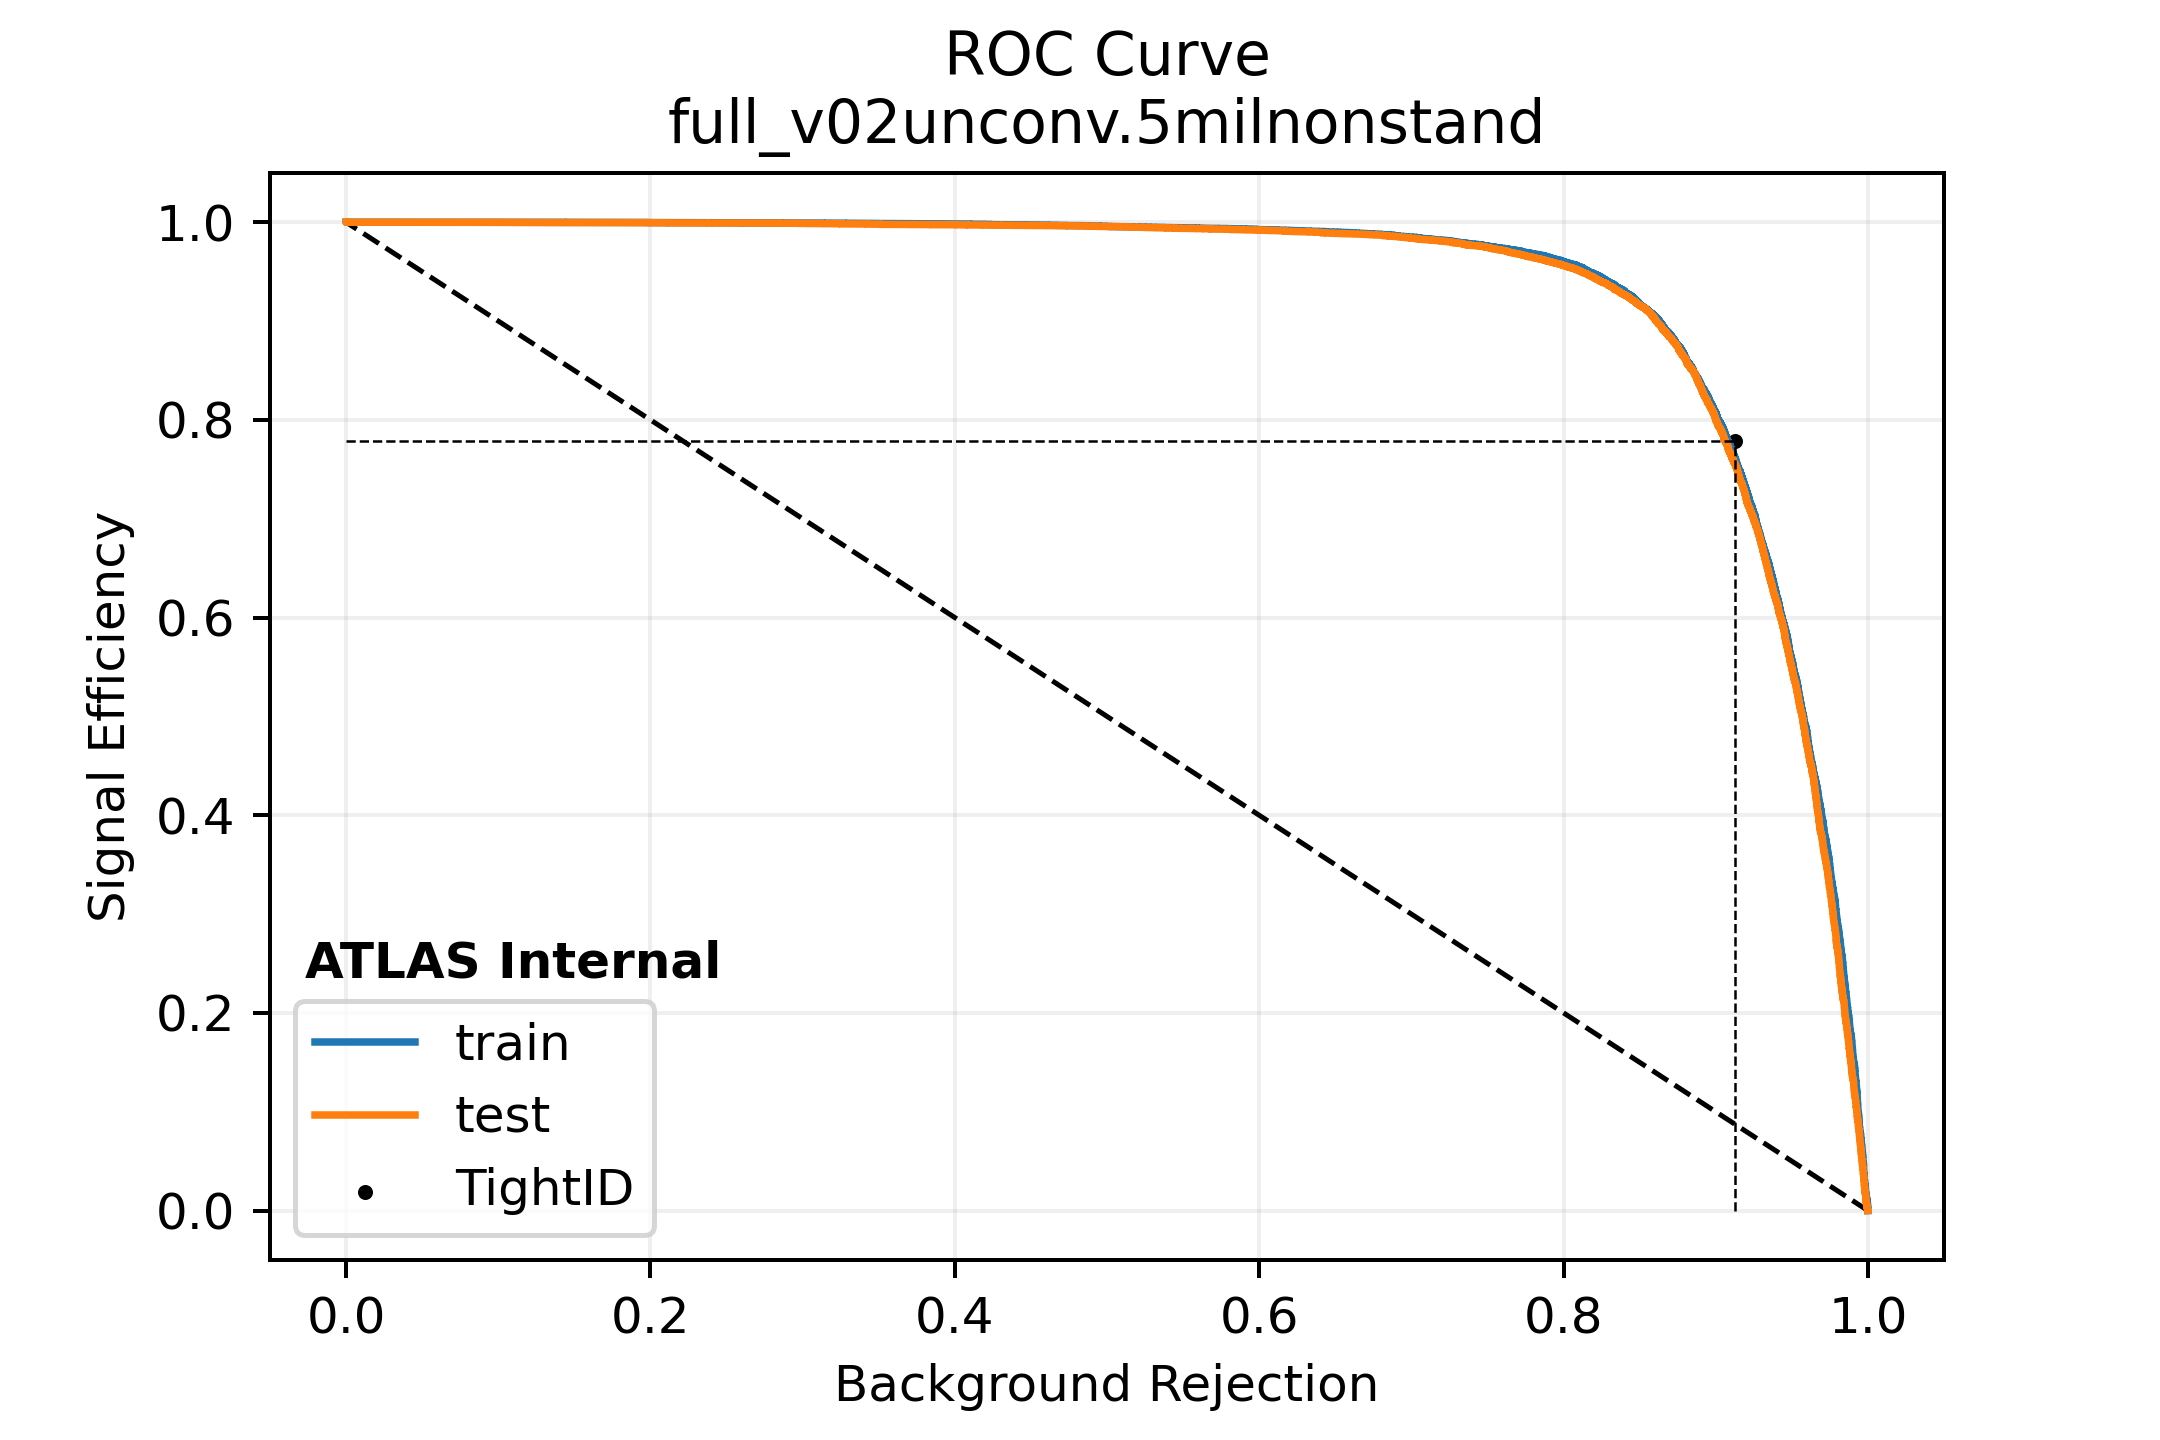 ROC Curve
full_v02unconv.5milnonstand
1.0
0.8
0.6
0.4
0.2
0.0
Signal Efficiency
ATLAS Internal
train
test
TightID
0.0 0.2 0.4 0.6 0.8 1.0
Background Rejection